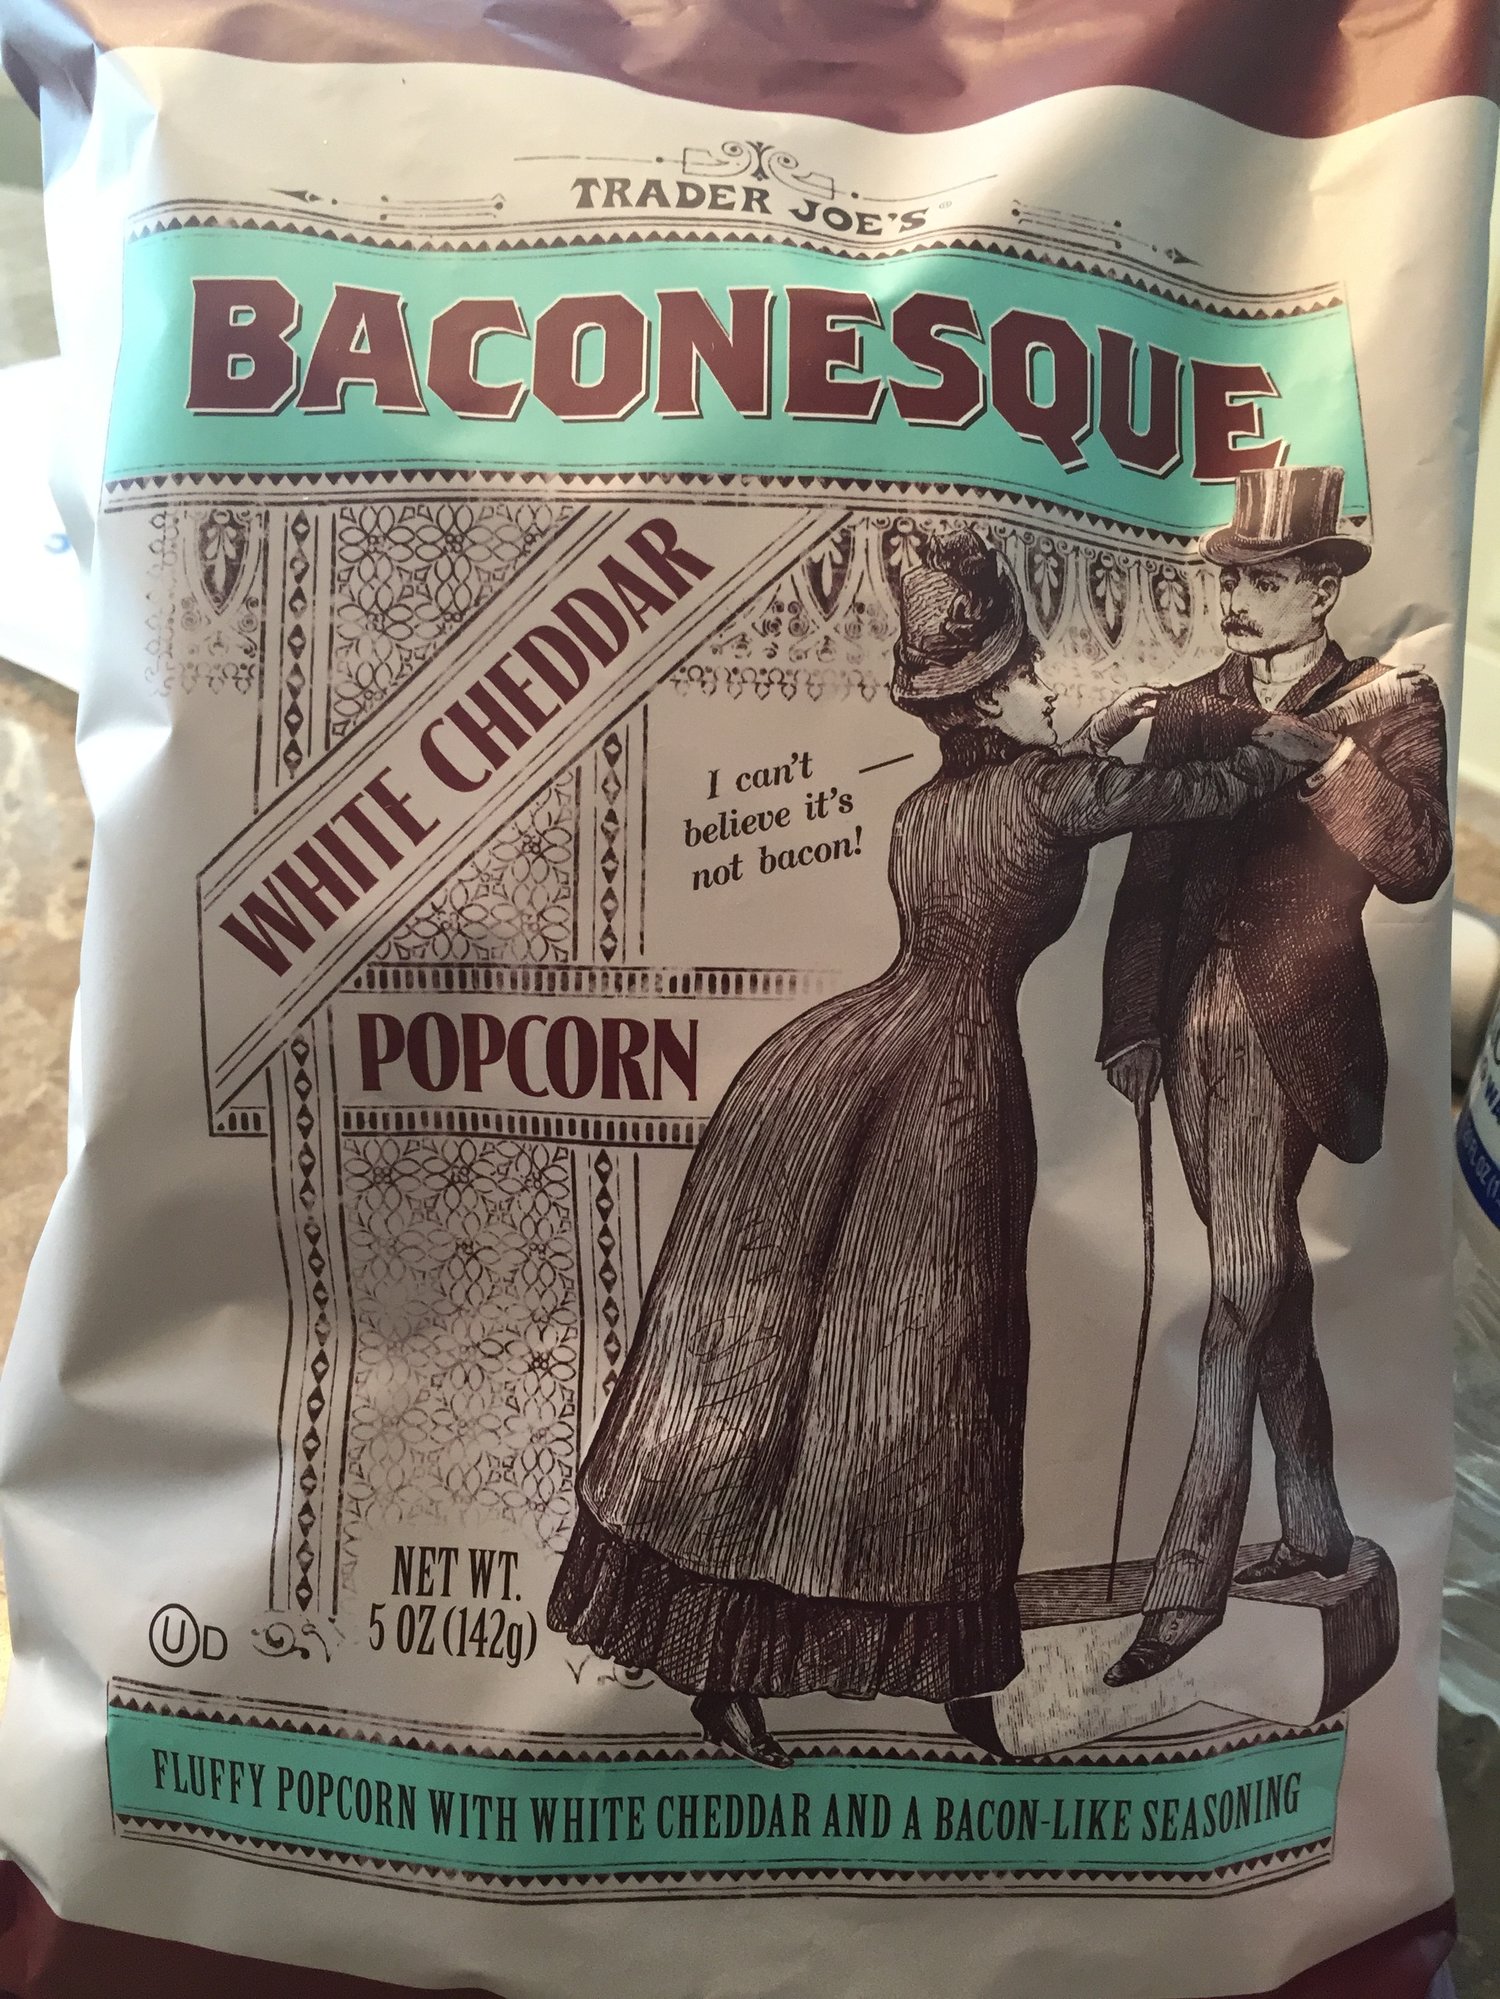 TRADER JOE'S
BACONESQUE
WHITE CHEDDAR
I can't
believe it's
not bacon!
POPCORN
NET WT.
5 OZ (142g)
U D
FLUFFY POPCORN WITH WHITE CHEDDAR AND A BACON-LIKE SEASONING